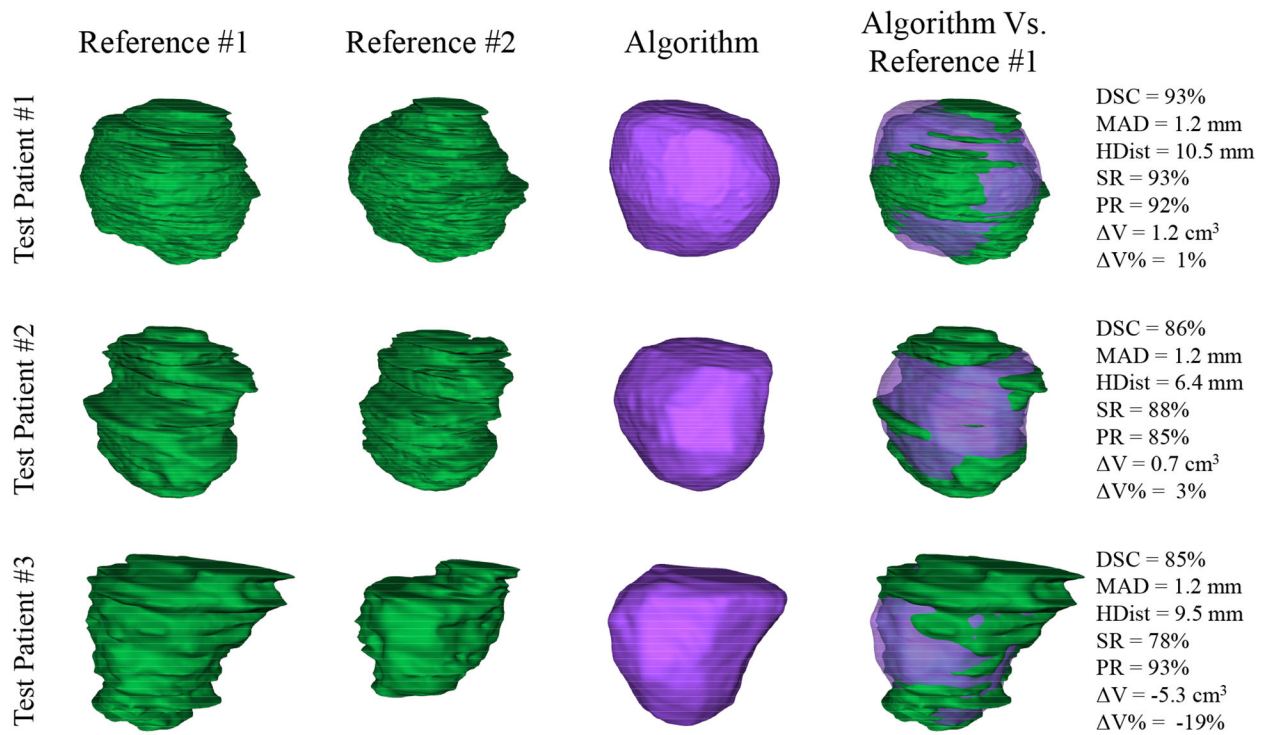 Reference #1
Reference #2
Algorithm
Algorithm Vs.
Reference #1
Test Patient #1
DSC = 93%
MAD = 1.2 mm
HDist = 10.5 mm
SR = 93%
PR = 92%
ΔV = 1.2 cm³
ΔV% = 1%
Test Patient #2
DSC = 86%
MAD = 1.2 mm
HDist = 6.4 mm
SR = 88%
PR = 85%
ΔV = 0.7 cm³
ΔV% = 3%
Test Patient #3
DSC = 85%
MAD = 1.2 mm
HDist = 9.5 mm
SR = 78%
PR = 93%
ΔV = -5.3 cm³
ΔV% = -19%